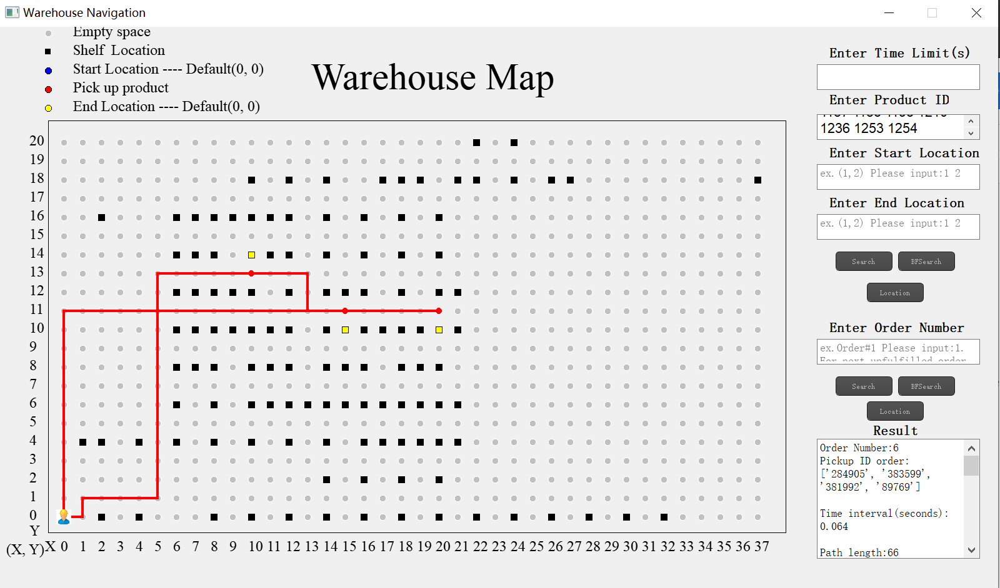 Warehouse Navigation
Empty space
Shelf Location
Start Location ---- Default(0, 0)
Pick up product
End Location ---- Default(0, 0)
Warehouse Map
20
19
18
17
16
15
14
13
12
11
10
9
8
7
6
5
4
3
2
1
0
Y
(X, Y)
X 0 1 2 3 4 5 6 7 8 9 10 11 12 13 14 15 16 17 18 19 20 21 22 23 24 25 26 27 28 29 30 31 32 33 34 35 36 37
Enter Time Limit(s)
Enter Product ID
1236 1253 1254
Enter Start Location
ex.(1,2) Please input:1 2
Enter End Location
ex.(1,2) Please input:1 2
Search
BFSearch
Location
Enter Order Number
ex.Order#1 Please input:1.
For next unfulfilled order
Search
BFSearch
Location
Result
Order Number:6
Pickup ID order:
['284905', '383599',
'381992', '89769']
Time interval(seconds):
0.064
Path length:66